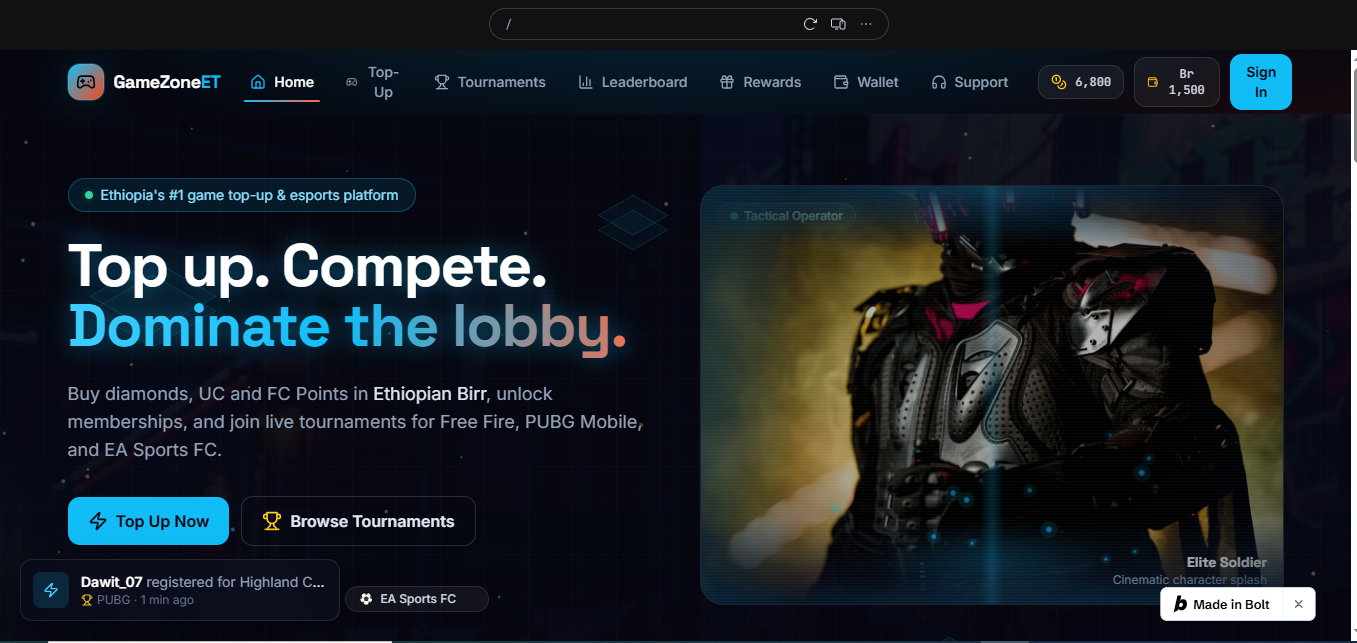 /
GameZoneET
Home
Top-
Up
Tournaments
Leaderboard
Rewards
Wallet
Support
6,800
Br
1,500
Sign
In
Ethiopia's #1 game top-up & esports platform
Tactical Operator
Top up. Compete.
Dominate the lobby.
Buy diamonds, UC and FC Points in Ethiopian Birr, unlock
memberships, and join live tournaments for Free Fire, PUBG Mobile,
and EA Sports FC.
Top Up Now
Browse Tournaments
Dawit_07 registered for Highland C...
PUBG · 1 min ago
EA Sports FC
Elite Soldier
Cinematic character splash
b Made in Bolt